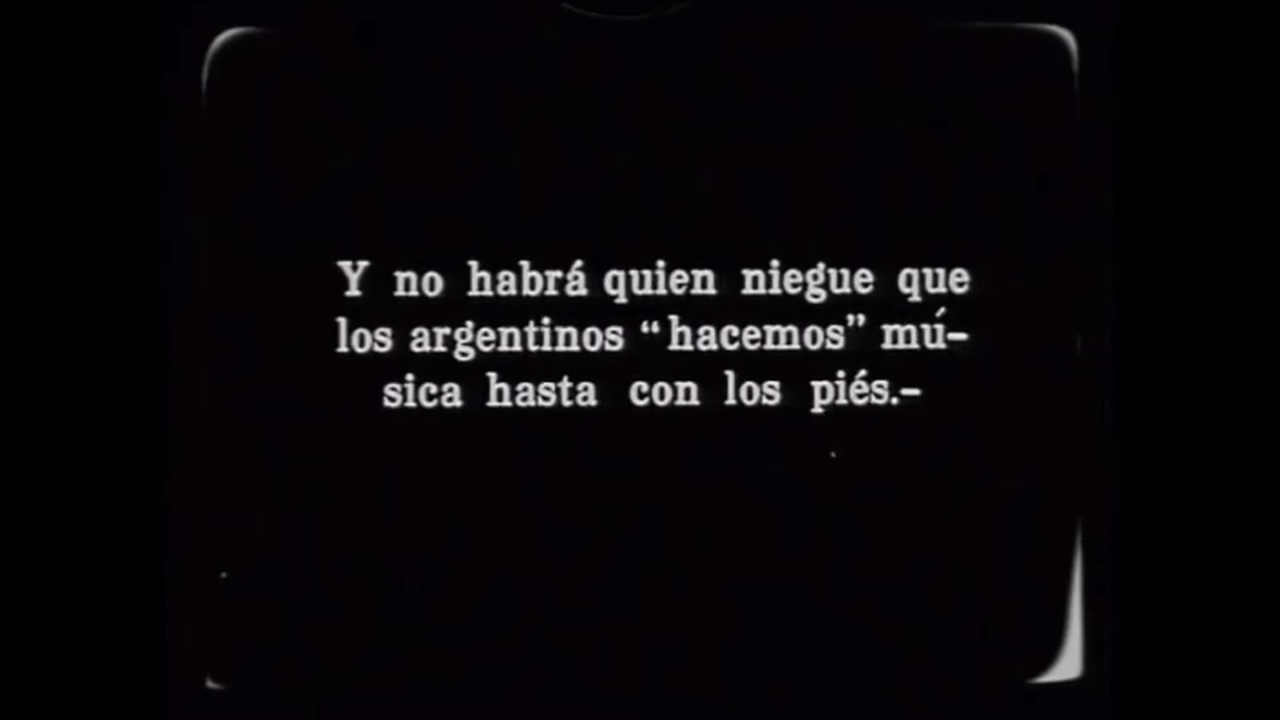 Y no habrá quien niegue que
los argentinos “hacemos” mú-
sica hasta con los piés.-